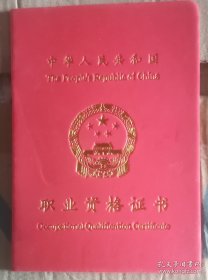 中华人民共和国
The People's Republic of China
职业资格证书
Occupational Qualification Certificate